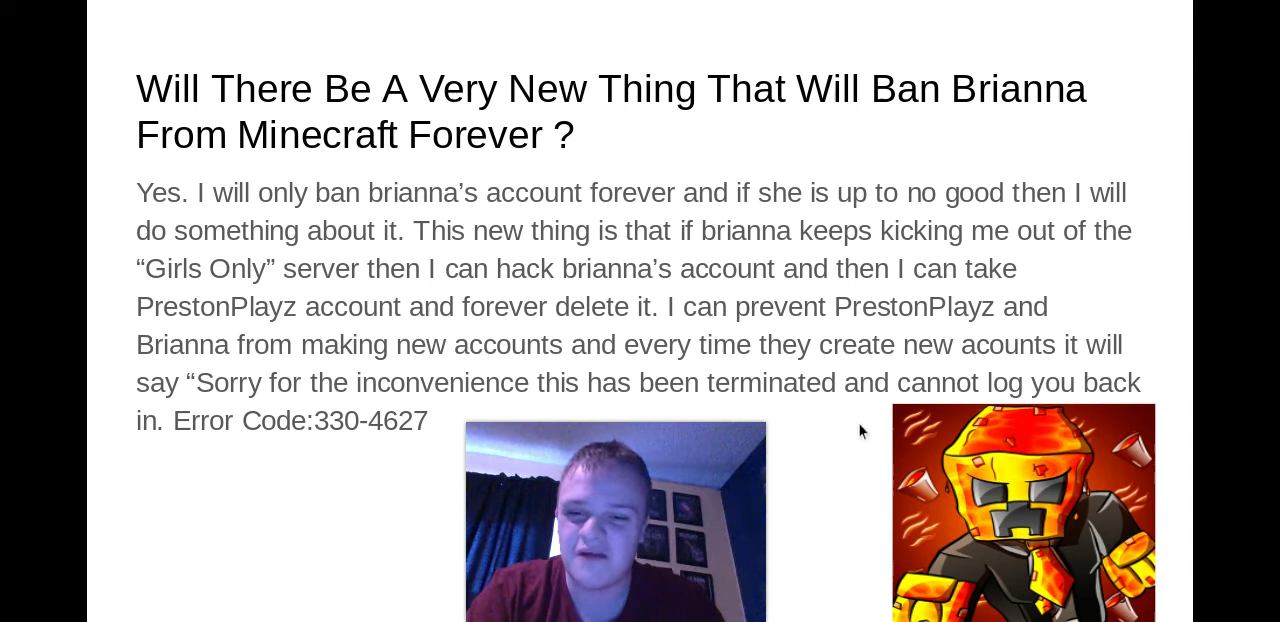 Will There Be A Very New Thing That Will Ban Brianna
From Minecraft Forever ?
Yes. I will only ban brianna’s account forever and if she is up to no good then I will
do something about it. This new thing is that if brianna keeps kicking me out of the
“Girls Only” server then I can hack brianna’s account and then I can take
PrestonPlayz account and forever delete it. I can prevent PrestonPlayz and
Brianna from making new accounts and every time they create new acounts it will
say “Sorry for the inconvenience this has been terminated and cannot log you back
in. Error Code:330-4627